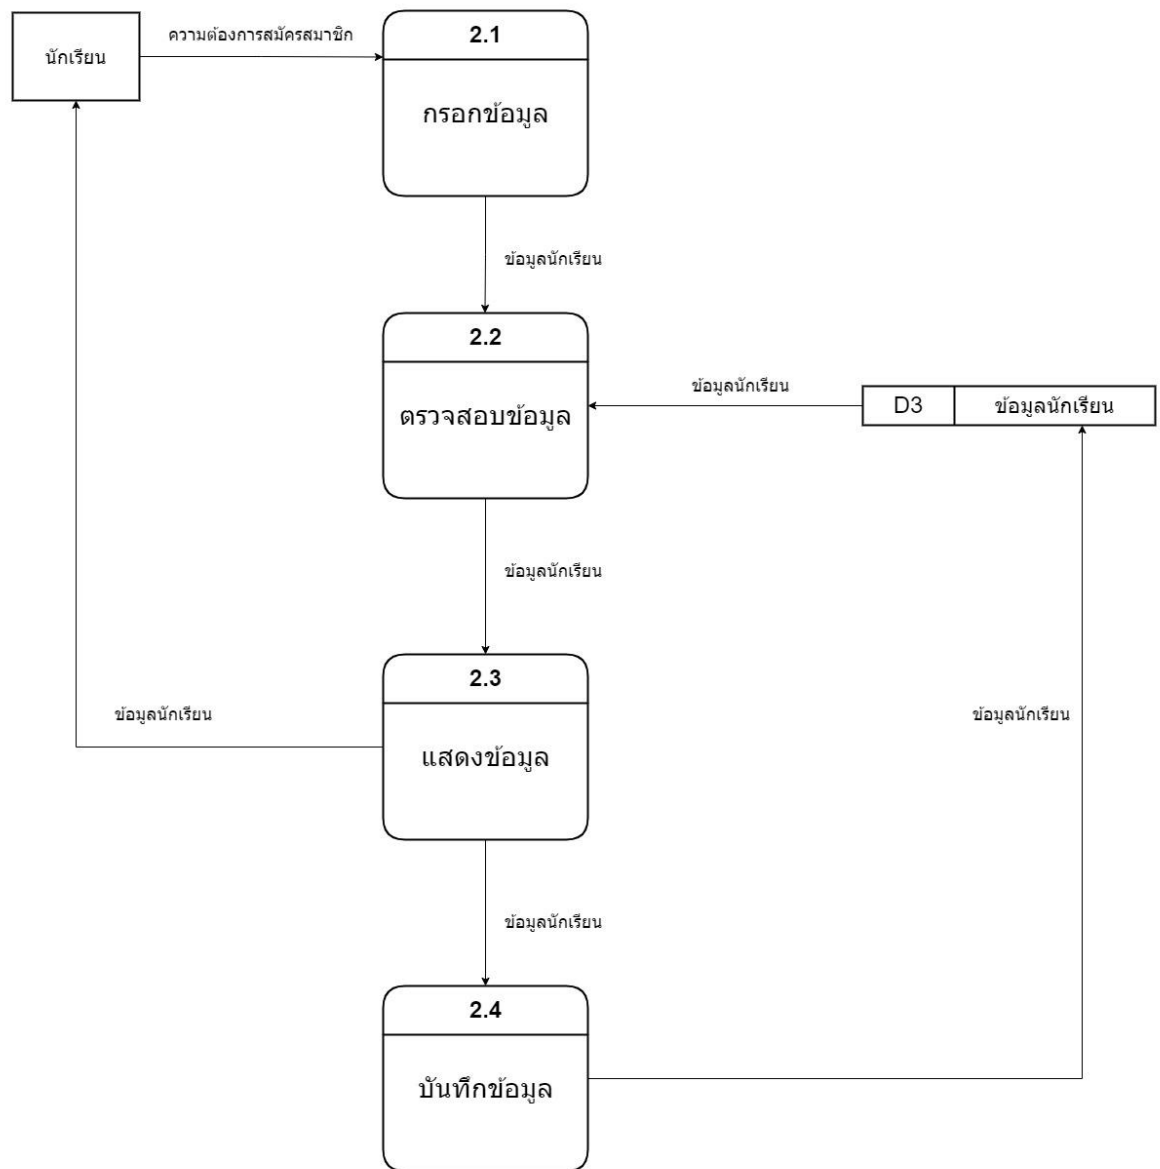 นักเรียน
ความต้องการสมัครสมาชิก
2.1
กรอกข้อมูล
ข้อมูลนักเรียน
2.2
ตรวจสอบข้อมูล
ข้อมูลนักเรียน
D3
ข้อมูลนักเรียน
ข้อมูลนักเรียน
2.3
แสดงข้อมูล
ข้อมูลนักเรียน
ข้อมูลนักเรียน
ข้อมูลนักเรียน
2.4
บันทึกข้อมูล